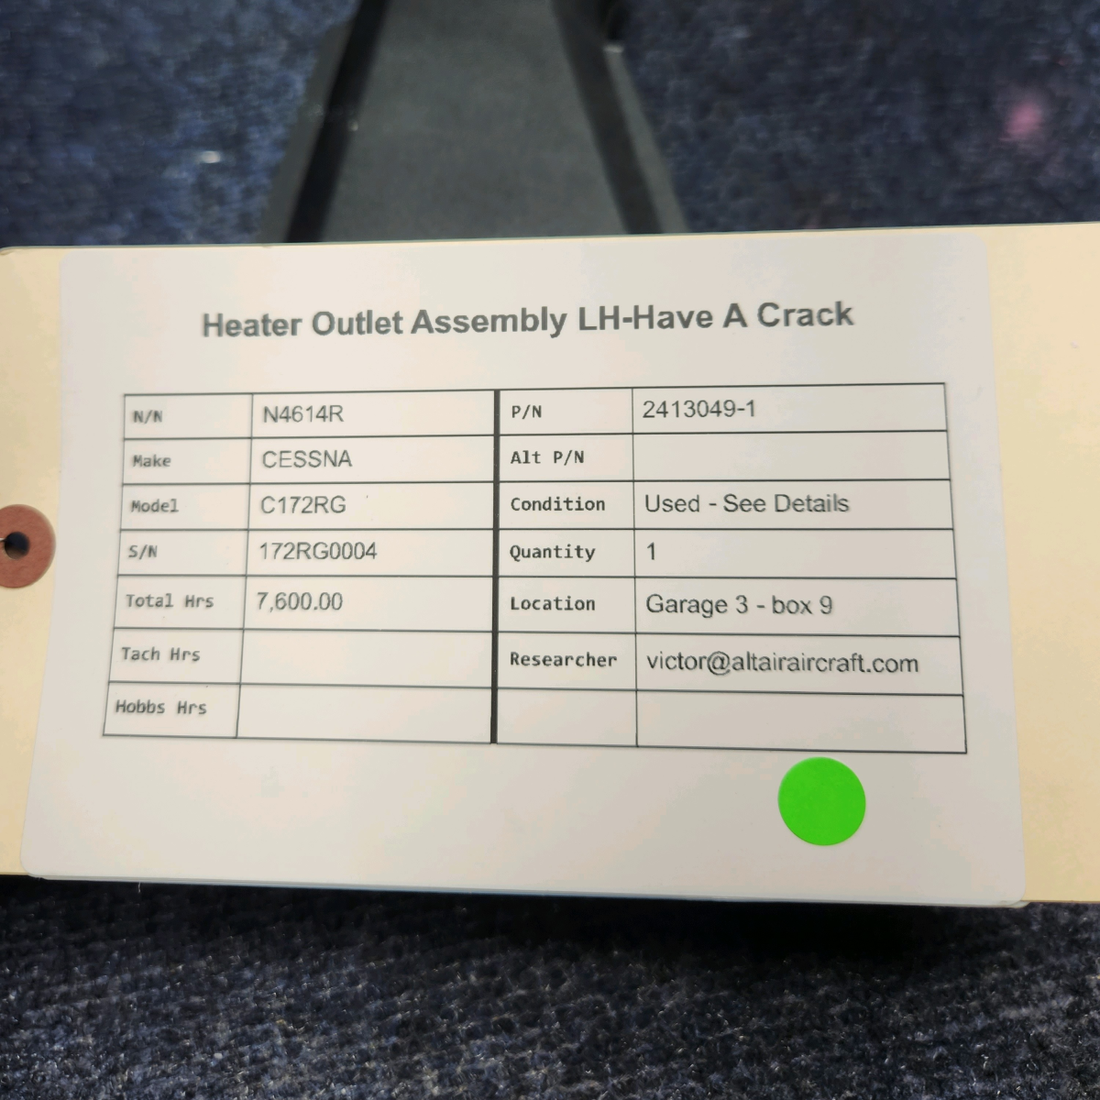 Heater Outlet Assembly LH-Have A Crack
N/N N4614R P/N 2413049-1
Make CESSNA Alt P/N
Model C172RG Condition Used - See Details
S/N 172RG0004 Quantity 1
Total Hrs 7,600.00 Location Garage 3 - box 9
Tach Hrs Researcher victor@altairaircraft.com
Hobbs Hrs